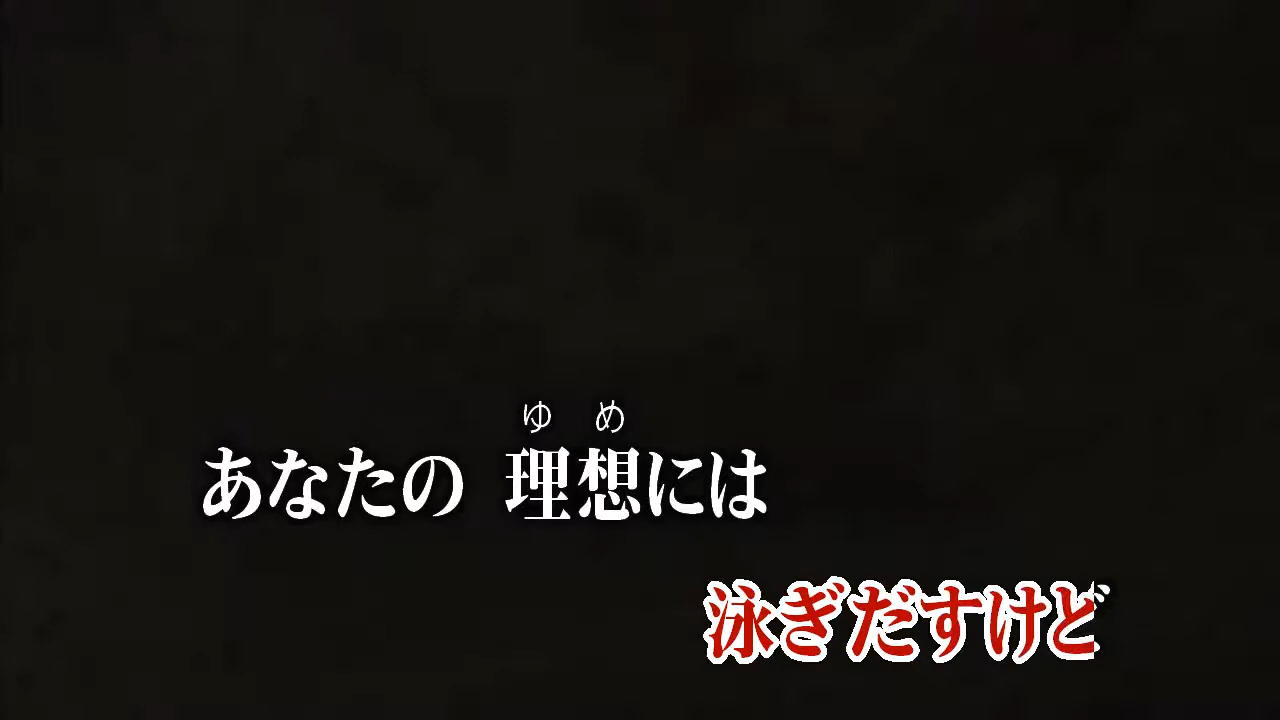 ゆめ
あなたの 理想には
泳ぎだすけど